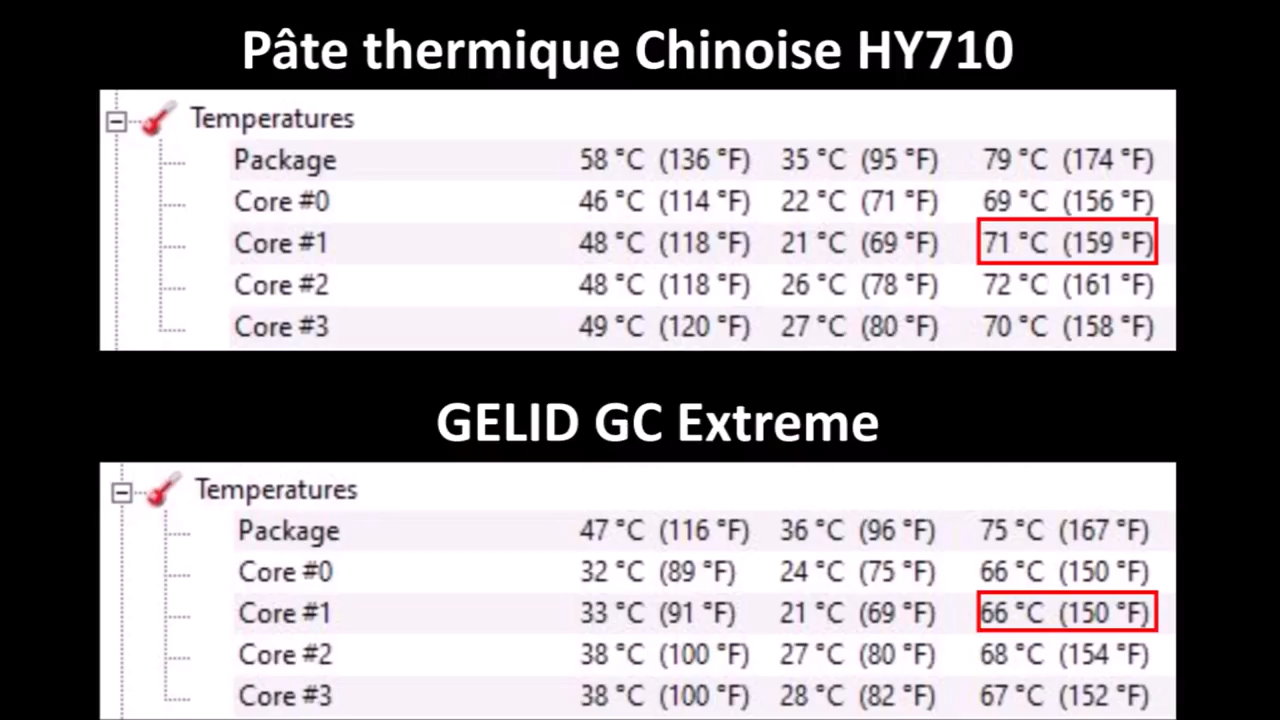 Pâte thermique Chinoise HY710
Temperatures
Package 58 °C (136 °F) 35 °C (95 °F) 79 °C (174 °F)
Core #0 46 °C (114 °F) 22 °C (71 °F) 69 °C (156 °F)
Core #1 48 °C (118 °F) 21 °C (69 °F) 71 °C (159 °F)
Core #2 48 °C (118 °F) 26 °C (78 °F) 72 °C (161 °F)
Core #3 49 °C (120 °F) 27 °C (80 °F) 70 °C (158 °F)
GELID GC Extreme
Temperatures
Package 47 °C (116 °F) 36 °C (96 °F) 75 °C (167 °F)
Core #0 32 °C (89 °F) 24 °C (75 °F) 66 °C (150 °F)
Core #1 33 °C (91 °F) 21 °C (69 °F) 66 °C (150 °F)
Core #2 38 °C (100 °F) 27 °C (80 °F) 68 °C (154 °F)
Core #3 38 °C (100 °F) 28 °C (82 °F) 67 °C (152 °F)